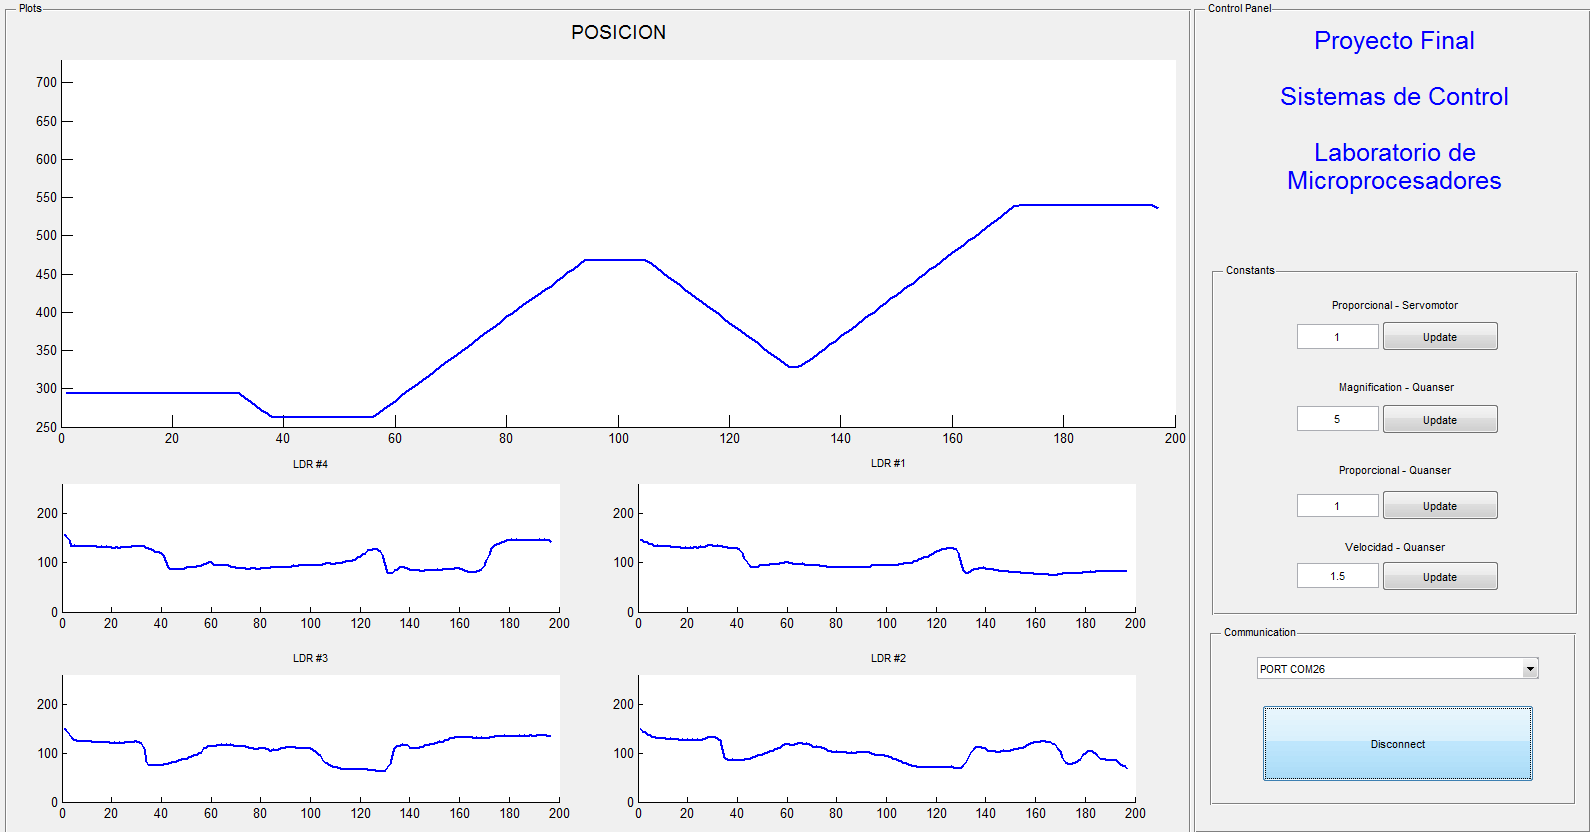 Plots
POSICION
700
650
600
550
500
450
400
350
300
250
0 20 40 60 80 100 120 140 160 180 200
LDR #4
200
100
0
0 20 40 60 80 100 120 140 160 180 200
LDR #1
200
100
0
0 20 40 60 80 100 120 140 160 180 200
LDR #3
200
100
0
0 20 40 60 80 100 120 140 160 180 200
LDR #2
200
100
0
0 20 40 60 80 100 120 140 160 180 200
Control Panel
Proyecto Final
Sistemas de Control
Laboratorio de
Microprocesadores
Constants
Proporcional - Servomotor
1 Update
Magnification - Quanser
5 Update
Proporcional - Quanser
1 Update
Velocidad - Quanser
1.5 Update
Communication
PORT COM26
Disconnect